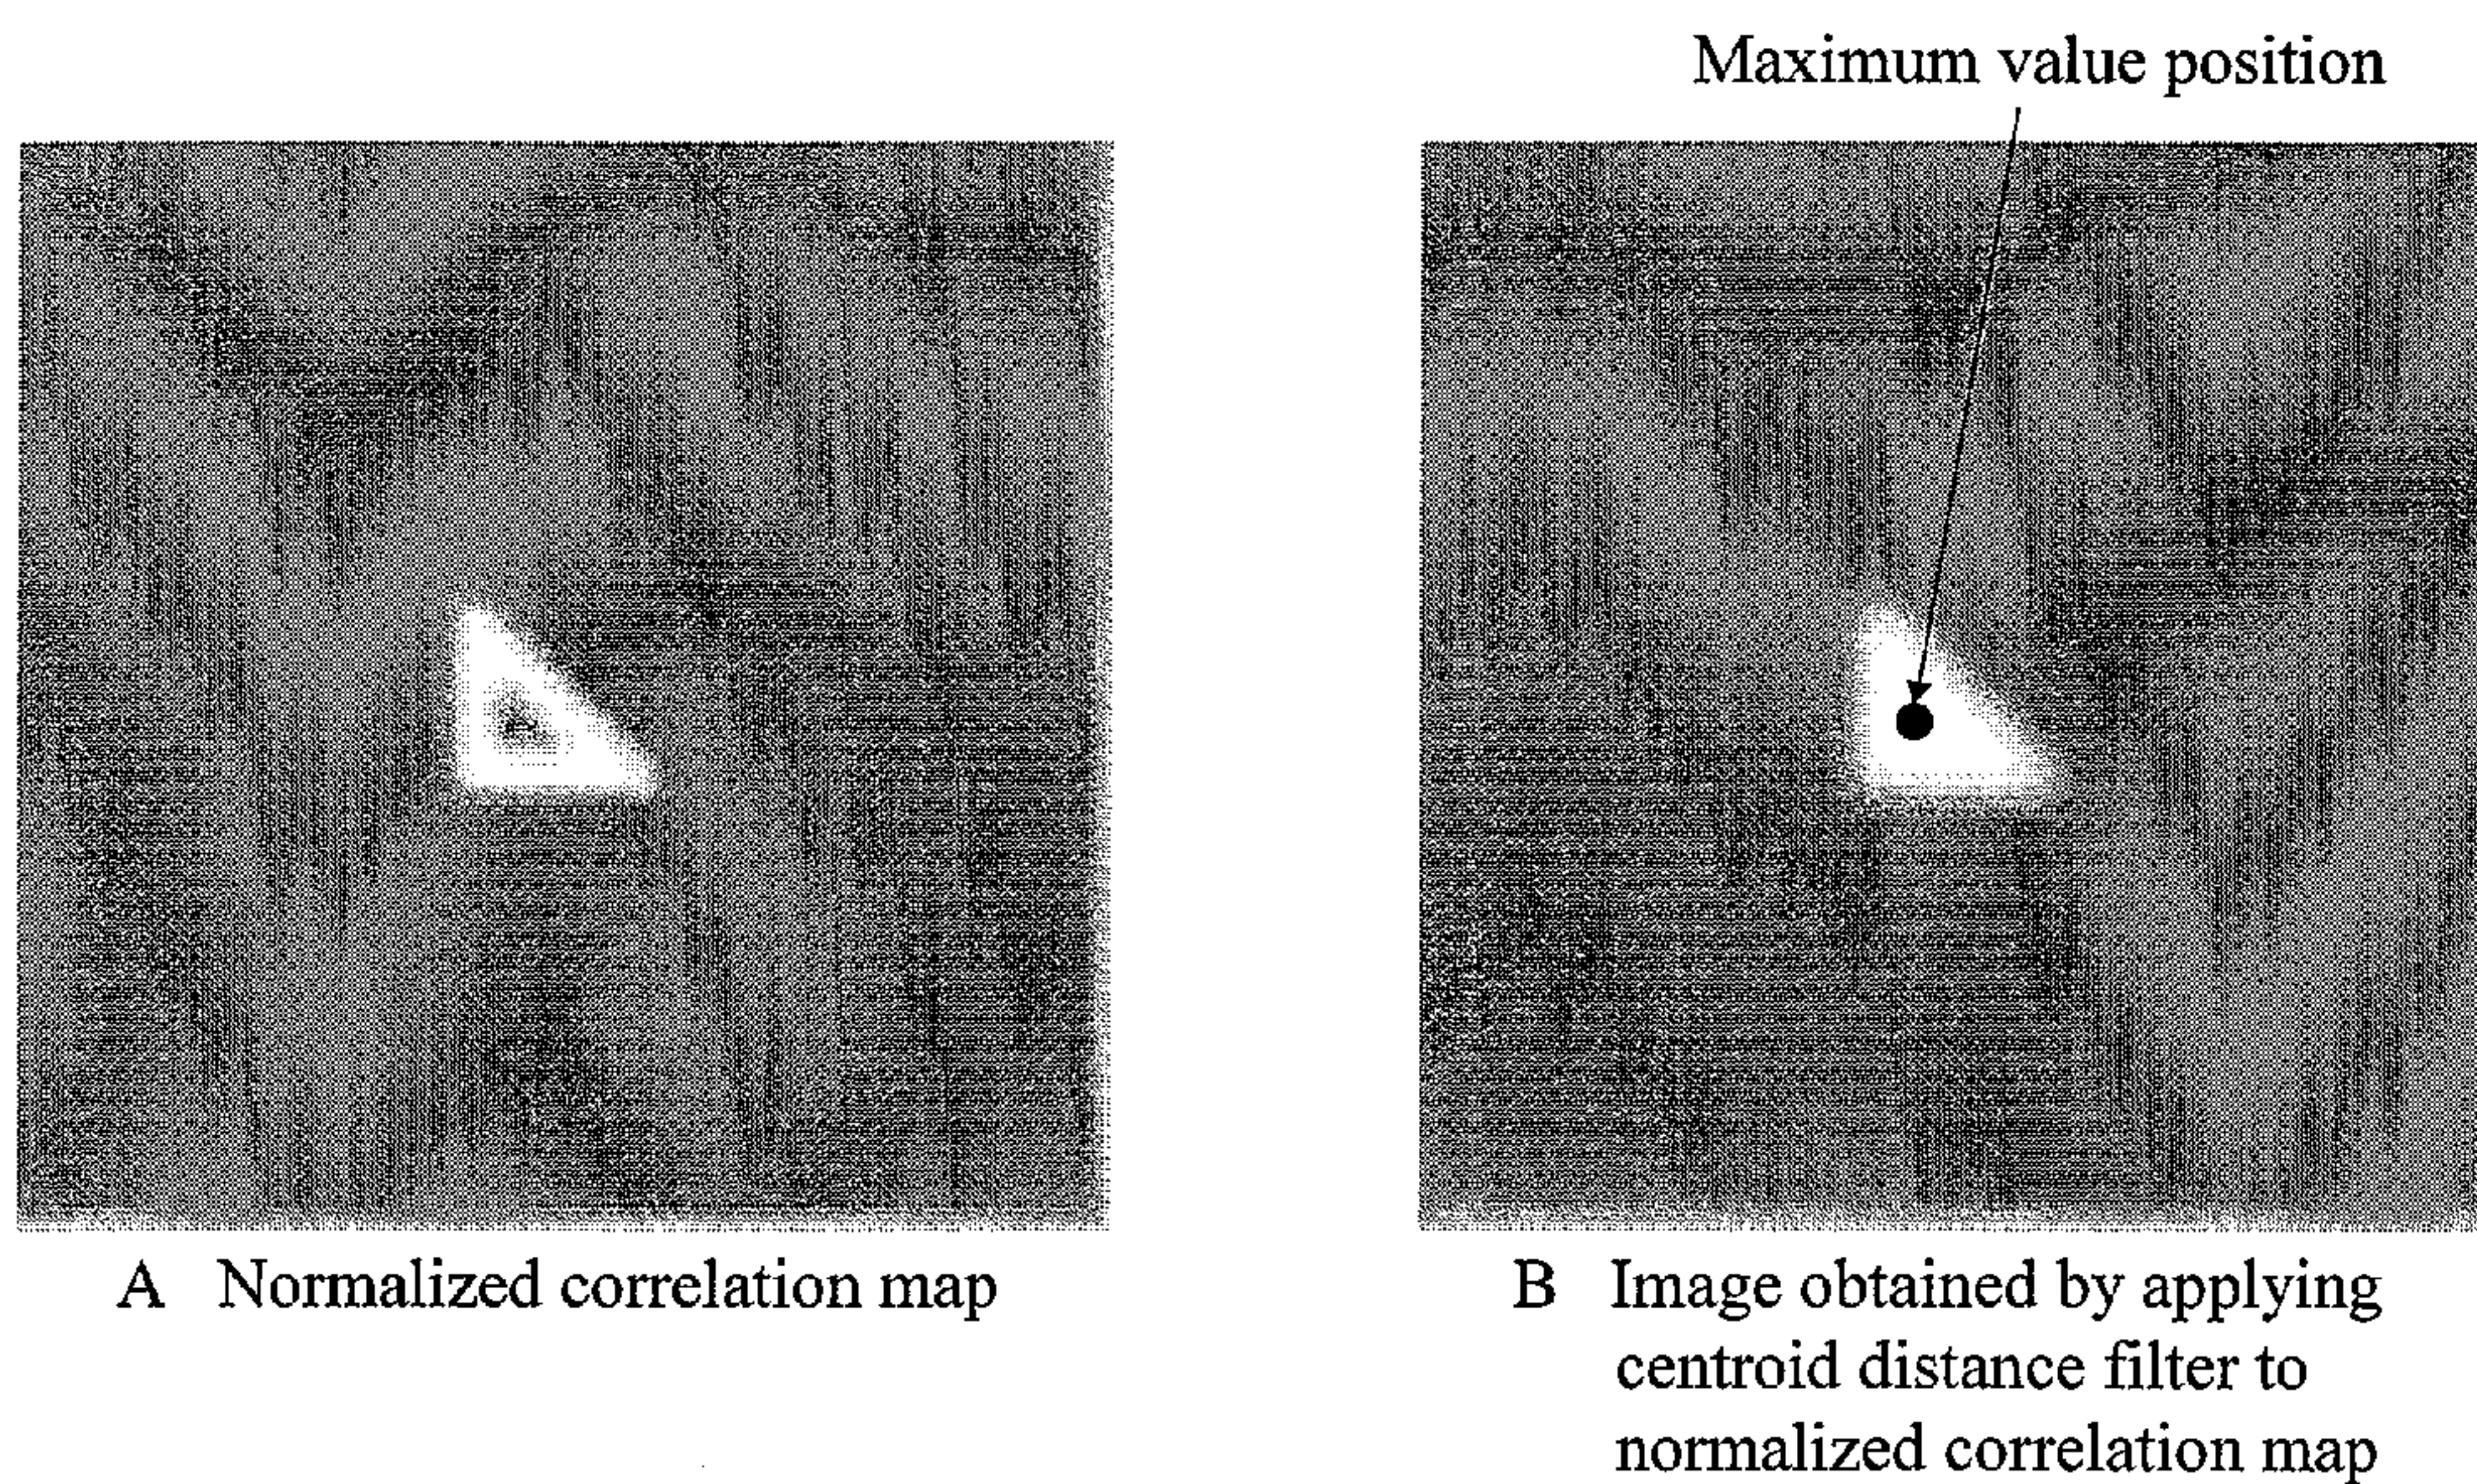 Maximum value position
A Normalized correlation map
B Image obtained by applying
centroid distance filter to
normalized correlation map